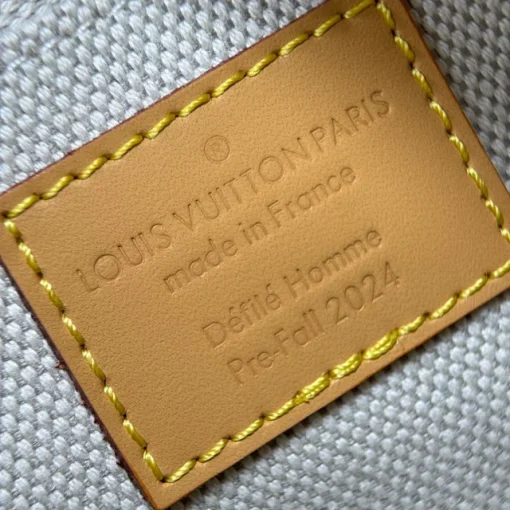 ®
LOUIS VUITTON PARIS
made in France
Défilé Homme
Pre-Fall 2024